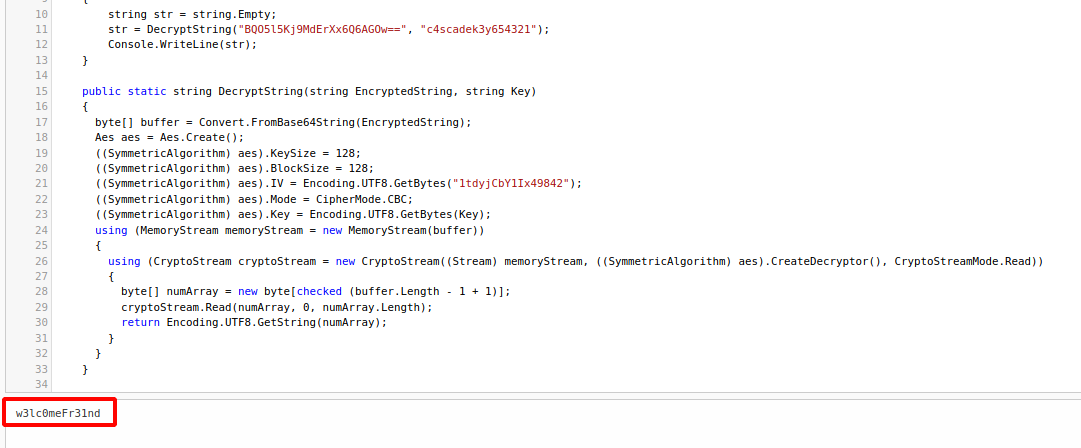 10 string str = string.Empty;
11 str = DecryptString("BQO5l5Kj9MdErXx6Q6AGOw==", "c4scadek3y654321");
12 Console.WriteLine(str);
13 }
14
15 public static string DecryptString(string EncryptedString, string Key)
16 {
17 byte[] buffer = Convert.FromBase64String(EncryptedString);
18 Aes aes = Aes.Create();
19 ((SymmetricAlgorithm) aes).KeySize = 128;
20 ((SymmetricAlgorithm) aes).BlockSize = 128;
21 ((SymmetricAlgorithm) aes).IV = Encoding.UTF8.GetBytes("1tdyjCbY1Ix49842");
22 ((SymmetricAlgorithm) aes).Mode = CipherMode.CBC;
23 ((SymmetricAlgorithm) aes).Key = Encoding.UTF8.GetBytes(Key);
24 using (MemoryStream memoryStream = new MemoryStream(buffer))
25 {
26 using (CryptoStream cryptoStream = new CryptoStream((Stream) memoryStream, ((SymmetricAlgorithm) aes).CreateDecryptor(), CryptoStreamMode.Read))
27 {
28 byte[] numArray = new byte[checked (buffer.Length - 1 + 1)];
29 cryptoStream.Read(numArray, 0, numArray.Length);
30 return Encoding.UTF8.GetString(numArray);
31 }
32 }
33 }
34
w3lc0meFr31nd